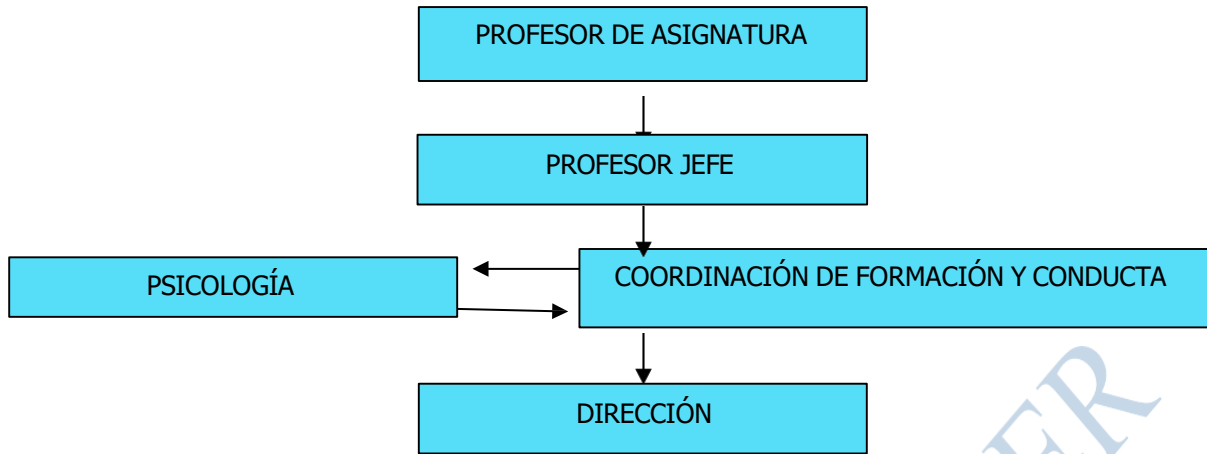 PROFESOR DE ASIGNATURA
PROFESOR JEFE
PSICOLOGÍA
COORDINACIÓN DE FORMACIÓN Y CONDUCTA
DIRECCIÓN